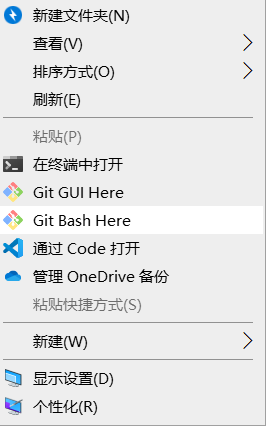 新建文件夹(N)
查看(V)
排序方式(O)
刷新(E)
粘贴(P)
在终端中打开
Git GUI Here
Git Bash Here
通过 Code 打开
管理 OneDrive 备份
粘贴快捷方式(S)
新建(W)
显示设置(D)
个性化(R)